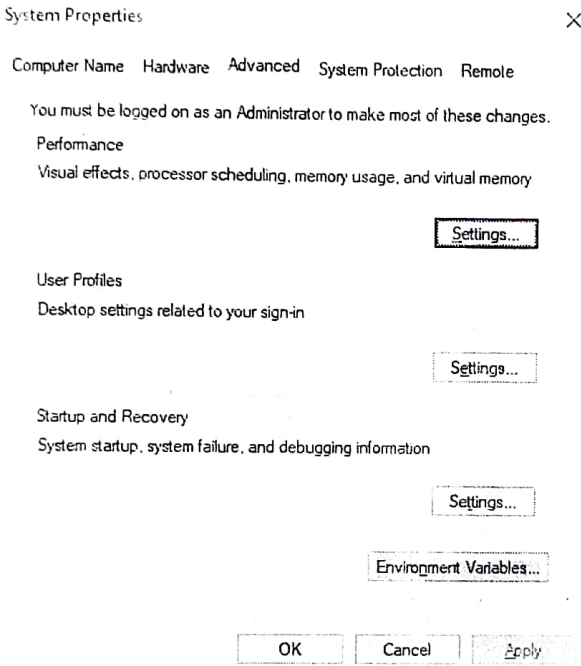 System Properties
Computer Name Hardware Advanced System Protection Remote
You must be logged on as an Administrator to make most of these changes.
Performance
Visual effects, processor scheduling, memory usage, and virtual memory
Settings...
User Profiles
Desktop settings related to your sign-in
Settings...
Startup and Recovery
System startup, system failure, and debugging information
Settings...
Environment Variables...
OK Cancel Apply